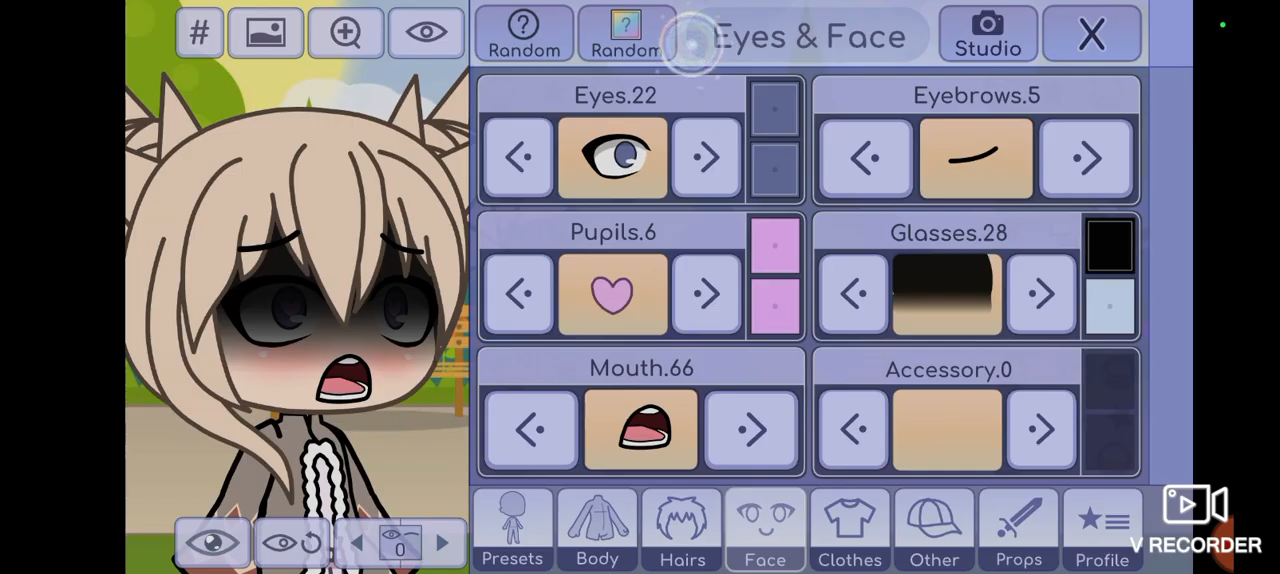 #
?
Random
?
Random
Eyes & Face
Studio
X
Eyes.22
Eyebrows.5
Pupils.6
Glasses.28
Mouth.66
Accessory.0
0
Presets
Body
Hairs
Face
Clothes
Other
Props
Profile
V RECORDER